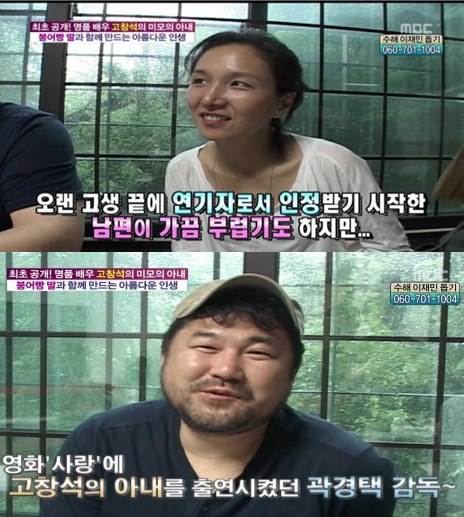 최초 공개! 명품 배우 고창석의 미모의 아내
붕어빵 딸과 함께 만드는 아름다운 인생
MBC
수해 이재민 돕기
060-701-1004
오랜 고생 끝에 연기자로서 인정받기 시작한
남편이 가끔 부럽기도 하지만...
최초 공개! 명품 배우 고창석의 미모의 아내
붕어빵 딸과 함께 만드는 아름다운 인생
MBC
수해 이재민 돕기
060-701-1004
영화'사랑'에
고창석의 아내를 출연시켰던 곽경택 감독~